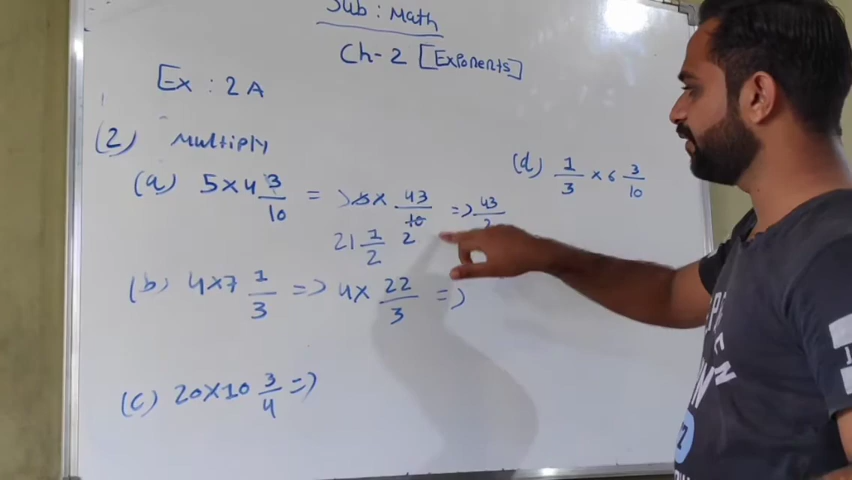 Sub : Math
Ch-2 [Exponents]
Ex : 2A
(2) Multiply
(a) 5 x 4 3/10 = > 5 x 43/10 => 43/2
21 1/2 2
(b) 4 x 7 1/3 => 4 x 22/3 =>
(c) 20 x 10 3/4 =>
(d) 1/3 x 6 3/10